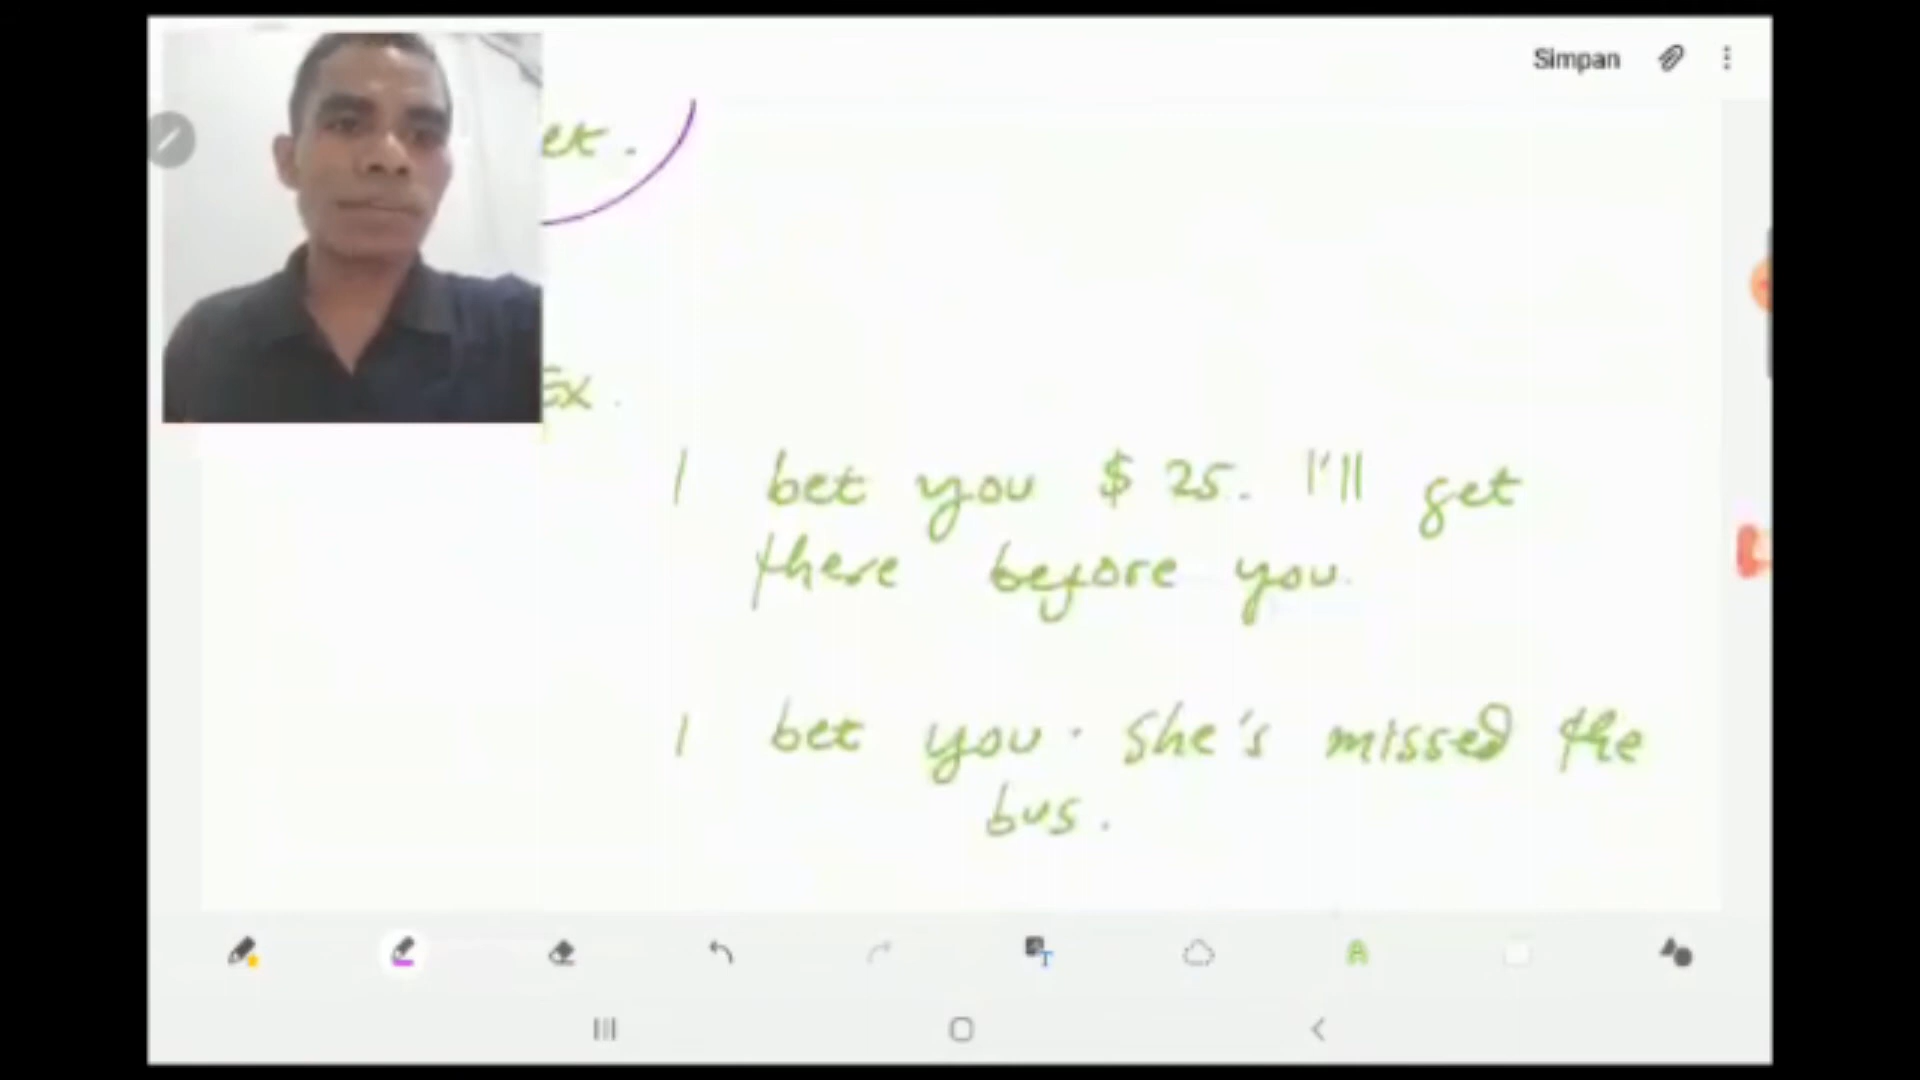 Simpan
et.
Ex.
I bet you $ 25. I'll get
there before you.
I bet you. She's missed the
bus.